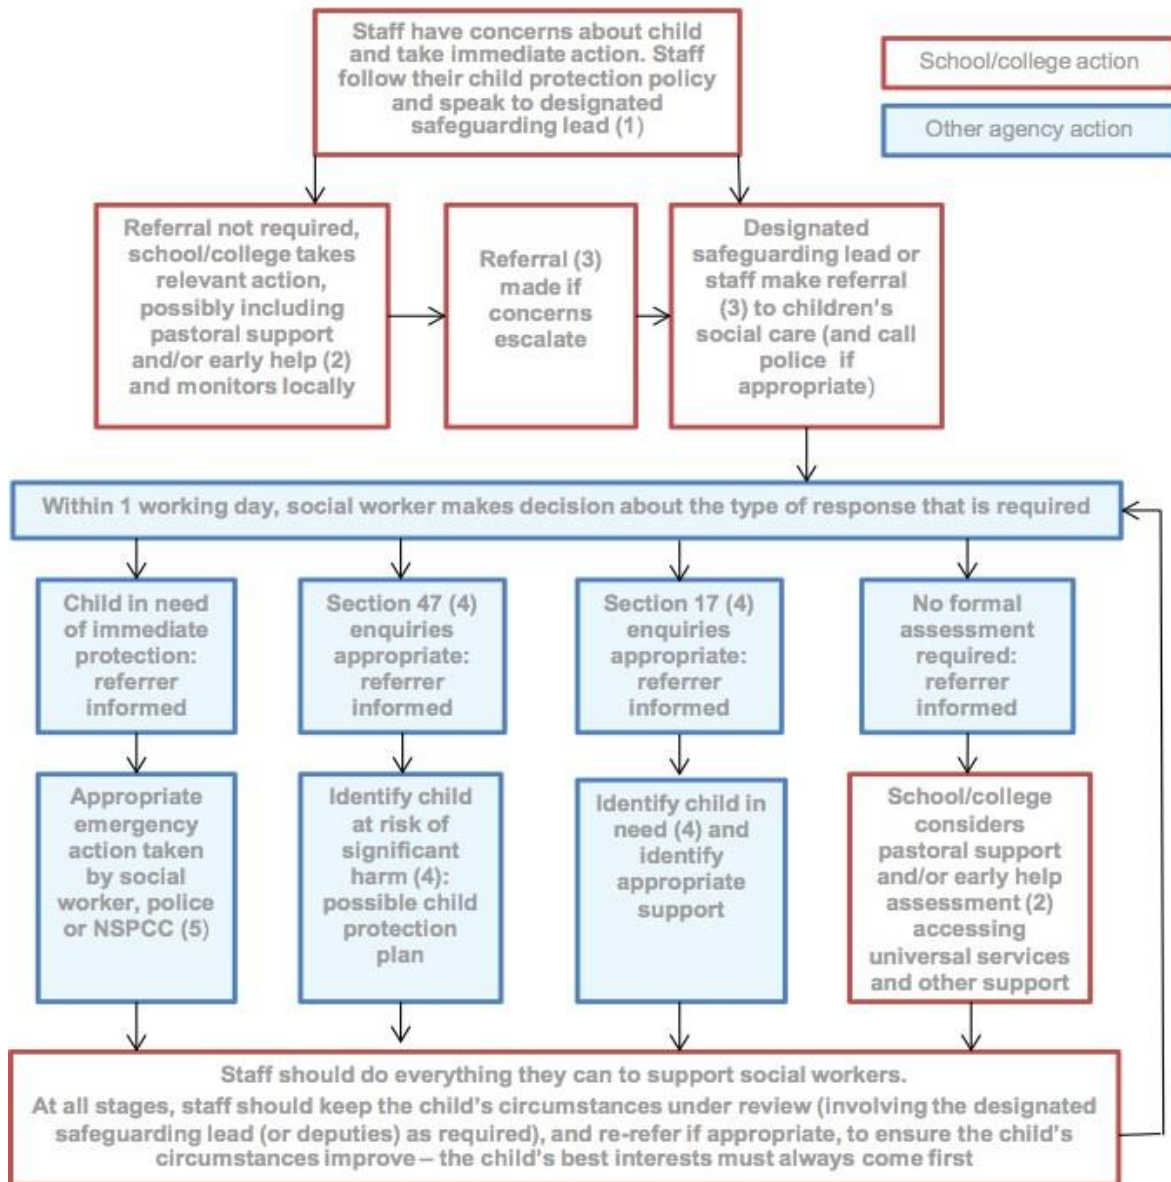 Staff have concerns about child
and take immediate action. Staff
follow their child protection policy
and speak to designated
safeguarding lead (1)
School/college action
Other agency action
Referral not required,
school/college takes
relevant action,
possibly including
pastoral support
and/or early help (2)
and monitors locally
Referral (3)
made if
concerns
escalate
Designated
safeguarding lead or
staff make referral
(3) to children's
social care (and call
police if
appropriate)
Within 1 working day, social worker makes decision about the type of response that is required
Child in need
of immediate
protection:
referrer
informed
Section 47 (4)
enquiries
appropriate:
referrer
informed
Section 17 (4)
enquiries
appropriate:
referrer
informed
No formal
assessment
required:
referrer
informed
Appropriate
emergency
action taken
by social
worker, police
or NSPCC (5)
Identify child
at risk of
significant
harm (4):
possible child
protection
plan
Identify child in
need (4) and
identify
appropriate
support
School/college
considers
pastoral support
and/or early help
assessment (2)
accessing
universal services
and other support
Staff should do everything they can to support social workers.
At all stages, staff should keep the child's circumstances under review (involving the designated
safeguarding lead (or deputies) as required), and re-refer if appropriate, to ensure the child's
circumstances improve – the child's best interests must always come first